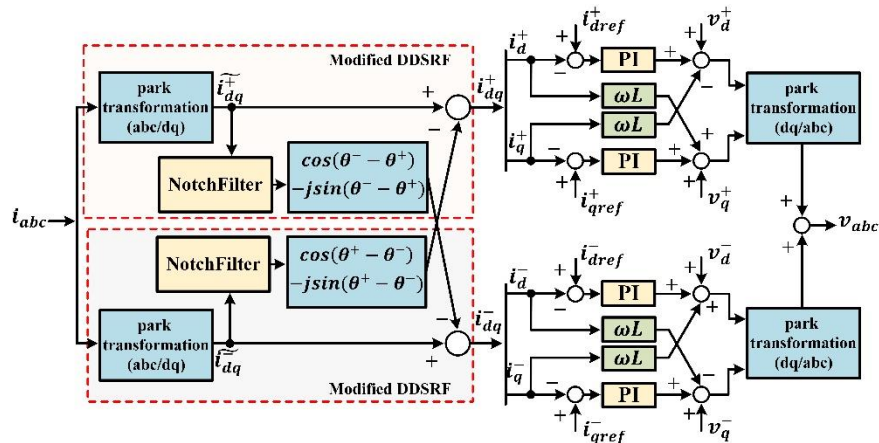 Modified DDSRF
park
transformation
(abc/dq)
ĩ⁺dq
NotchFilter
cos(θ⁻ − θ⁺)
−jsin(θ⁻ − θ⁺)
+
−
i⁺dq
i_abc
NotchFilter
cos(θ⁺ − θ⁻)
−jsin(θ⁺ − θ⁻)
park
transformation
(abc/dq)
ĩ⁻dq
−
+
i⁻dq
Modified DDSRF
i⁺dref
v⁺d
i⁺d
+
−
PI
+
+
−
ωL
ωL
i⁺q
−
+
PI
+
+
+
i⁺qref
v⁺q
park
transformation
(dq/abc)
+
+
v_abc
i⁻dref
v⁻d
i⁻d
+
−
PI
+
+
+
ωL
ωL
i⁻q
−
+
PI
+
−
+
i⁻qref
v⁻q
park
transformation
(dq/abc)